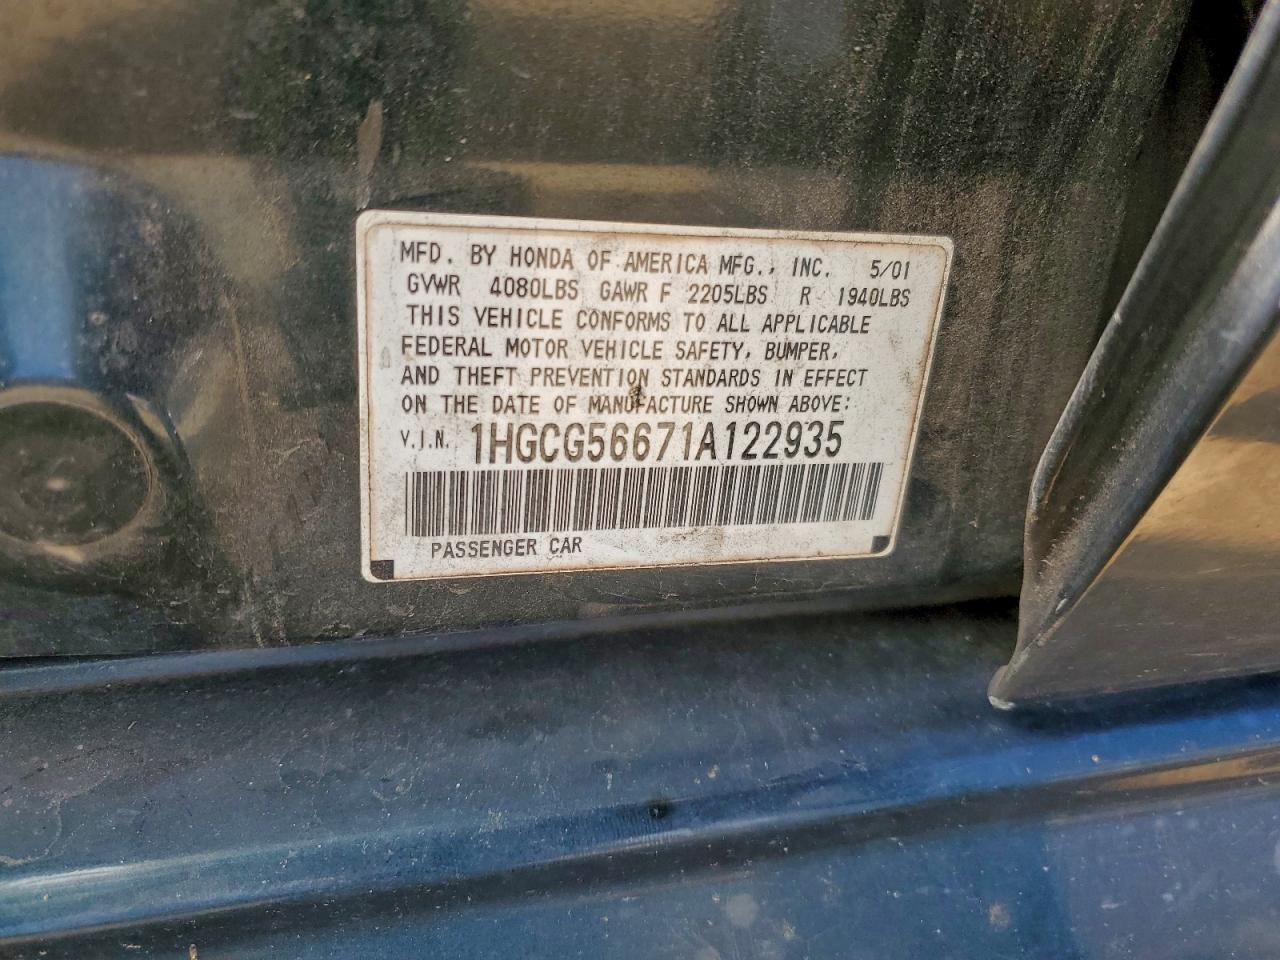 MFD. BY HONDA OF AMERICA MFG., INC. 5/01
GVWR 4080LBS GAWR F 2205LBS R 1940LBS
THIS VEHICLE CONFORMS TO ALL APPLICABLE
FEDERAL MOTOR VEHICLE SAFETY, BUMPER,
AND THEFT PREVENTION STANDARDS IN EFFECT
ON THE DATE OF MANUFACTURE SHOWN ABOVE:
V.I.N. 1HGCG56671A122935
PASSENGER CAR